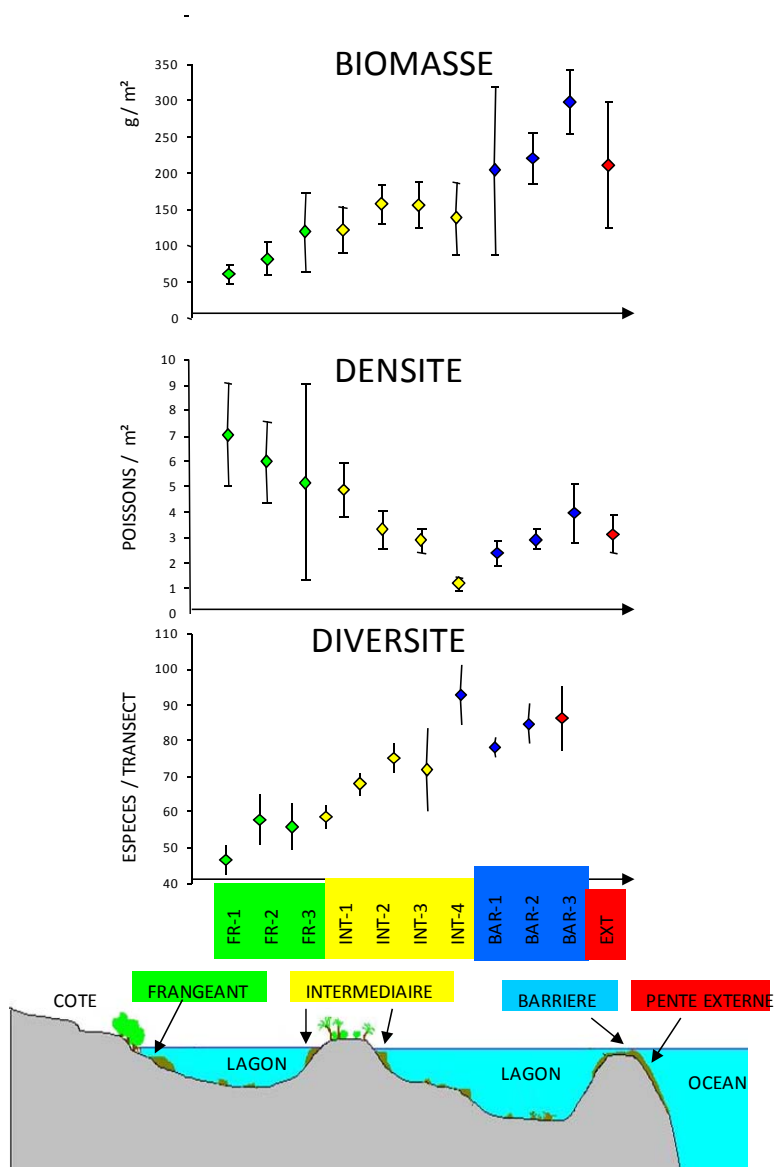 BIOMASSE
g / m²
350
300
250
200
150
100
50
0
DENSITE
POISSONS / m²
10
9
8
7
6
5
4
3
2
1
0
DIVERSITE
ESPECES / TRANSECT
110
100
90
80
70
60
50
40
FR-1
FR-2
FR-3
INT-1
INT-2
INT-3
INT-4
BAR-1
BAR-2
BAR-3
EXT
COTE
FRANGEANT
INTERMEDIAIRE
BARRIERE
PENTE EXTERNE
LAGON
LAGON
OCEAN